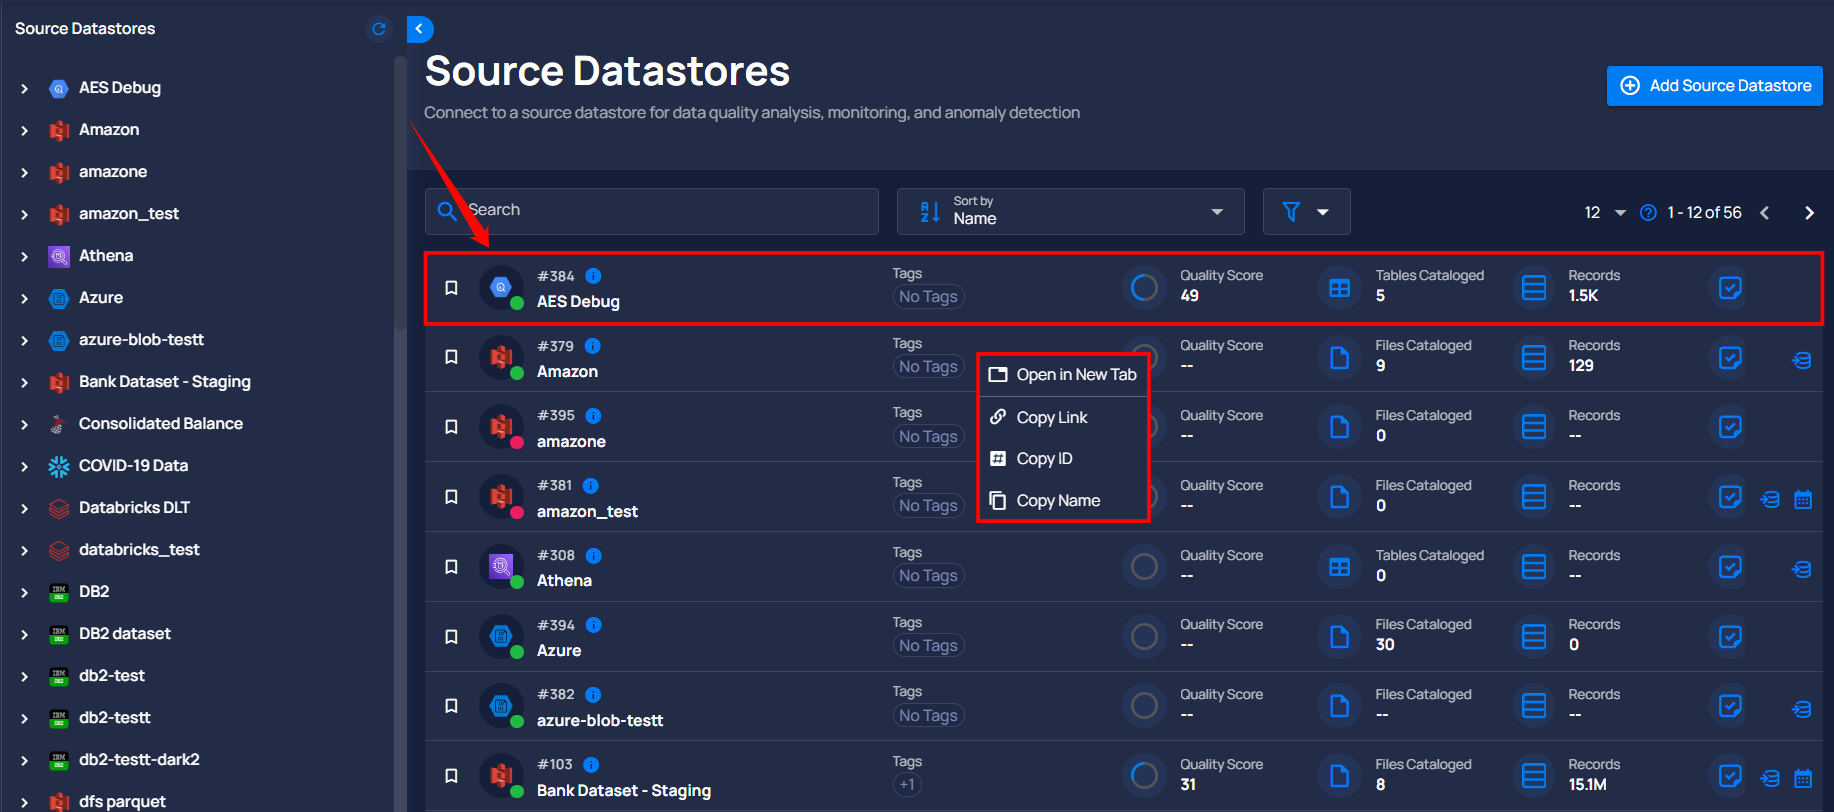 Source Datastores
AES Debug
Amazon
amazone
amazon_test
Athena
Azure
azure-blob-testt
Bank Dataset - Staging
Consolidated Balance
COVID-19 Data
Databricks DLT
databricks_test
DB2
DB2 dataset
db2-test
db2-testt
db2-testt-dark2
dfs parquet
Source Datastores
Connect to a source datastore for data quality analysis, monitoring, and anomaly detection
Add Source Datastore
Search
Sort by
Name
12 1 - 12 of 56
#384 Tags Quality Score Tables Cataloged Records
AES Debug No Tags 49 5 1.5K
#379 Tags Quality Score Files Cataloged Records
Amazon No Tags -- 9 129
#395 Tags Quality Score Files Cataloged Records
amazone No Tags -- 0 --
#381 Tags Quality Score Files Cataloged Records
amazon_test No Tags -- 0 --
#308 Tags Quality Score Tables Cataloged Records
Athena No Tags -- 0 --
#394 Tags Quality Score Files Cataloged Records
Azure No Tags -- 30 0
#382 Tags Quality Score Files Cataloged Records
azure-blob-testt No Tags -- -- --
#103 Tags Quality Score Files Cataloged Records
Bank Dataset - Staging +1 31 8 15.1M
Open in New Tab
Copy Link
Copy ID
Copy Name